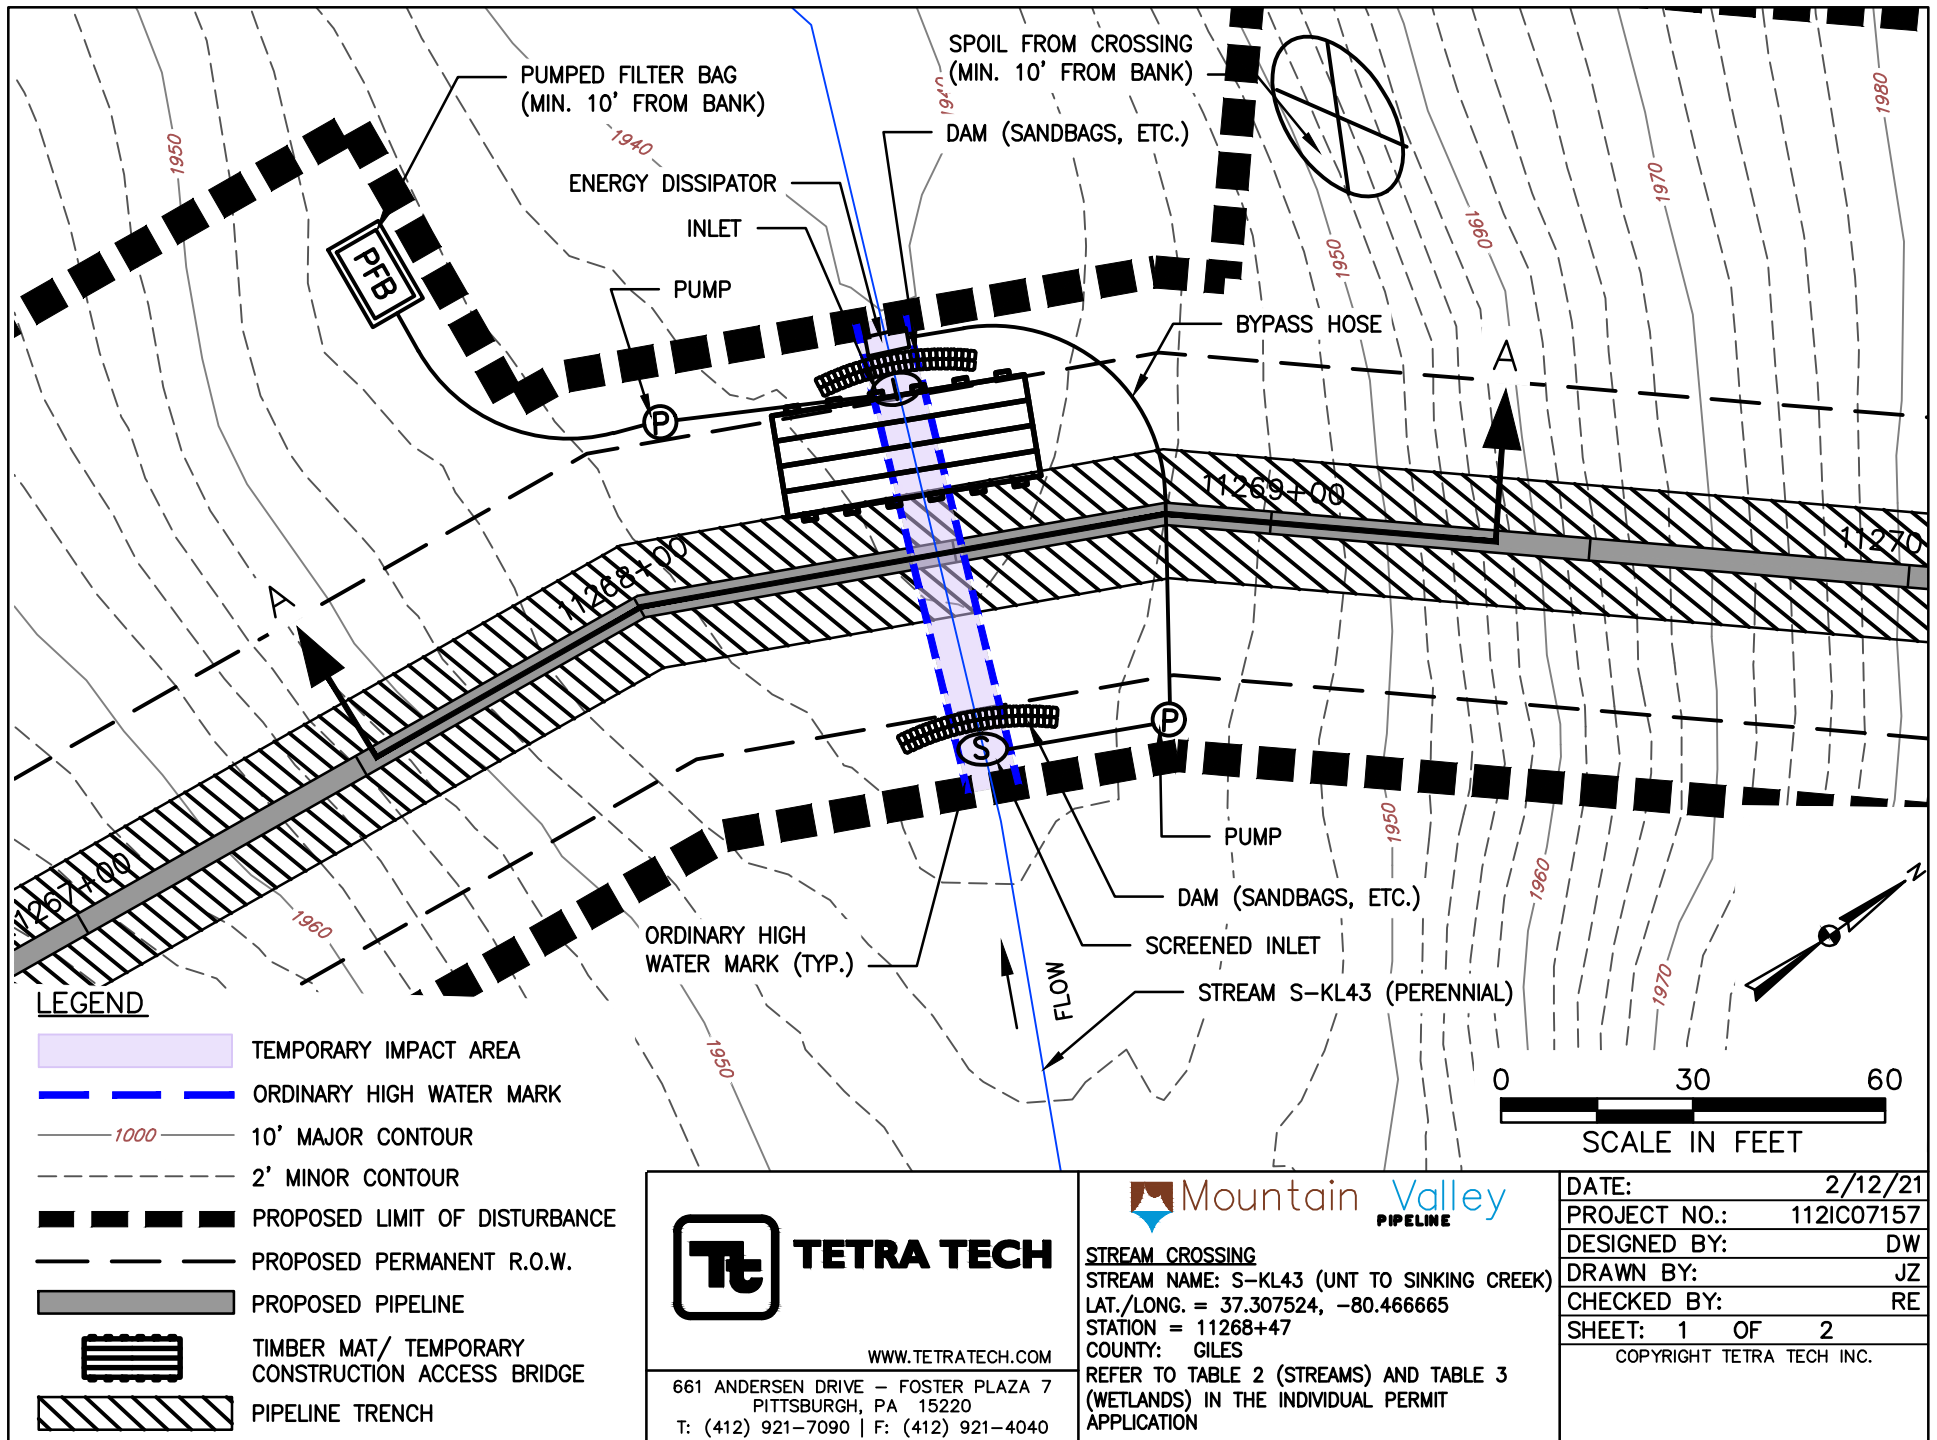 SPOIL FROM CROSSING
(MIN. 10' FROM BANK)
PUMPED FILTER BAG
(MIN. 10' FROM BANK)
DAM (SANDBAGS, ETC.)
ENERGY DISSIPATOR
INLET
PUMP
BYPASS HOSE
1950
1940
1980
1970
1960
1950
PFB
P
A
11269+00
11270
11268+00
A
P
S
11267+00
1950
PUMP
1960
DAM (SANDBAGS, ETC.)
1960
ORDINARY HIGH
WATER MARK (TYP.)
SCREENED INLET
N
FLOW
STREAM S-KL43 (PERENNIAL)
1970
1950
LEGEND
TEMPORARY IMPACT AREA
ORDINARY HIGH WATER MARK
1000
10' MAJOR CONTOUR
2' MINOR CONTOUR
PROPOSED LIMIT OF DISTURBANCE
PROPOSED PERMANENT R.O.W.
PROPOSED PIPELINE
TIMBER MAT/ TEMPORARY
CONSTRUCTION ACCESS BRIDGE
PIPELINE TRENCH
0 30 60
SCALE IN FEET
Tt TETRA TECH
WWW.TETRATECH.COM
661 ANDERSEN DRIVE - FOSTER PLAZA 7
PITTSBURGH, PA 15220
T: (412) 921-7090 | F: (412) 921-4040
Mountain Valley
PIPELINE
STREAM CROSSING
STREAM NAME: S-KL43 (UNT TO SINKING CREEK)
LAT./LONG. = 37.307524, -80.466665
STATION = 11268+47
COUNTY: GILES
REFER TO TABLE 2 (STREAMS) AND TABLE 3
(WETLANDS) IN THE INDIVIDUAL PERMIT
APPLICATION
DATE: 2/12/21
PROJECT NO.: 112IC07157
DESIGNED BY: DW
DRAWN BY: JZ
CHECKED BY: RE
SHEET: 1 OF 2
COPYRIGHT TETRA TECH INC.